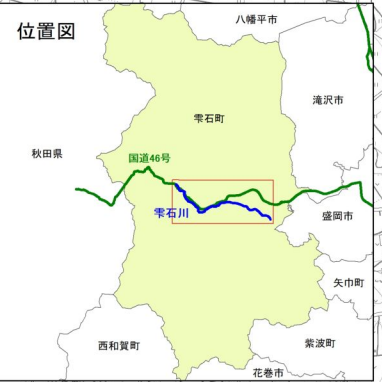 位置図
八幡平市
滝沢市
雫石町
秋田県
国道46号
雫石川
盛岡市
矢巾町
西和賀町
紫波町
花巻市